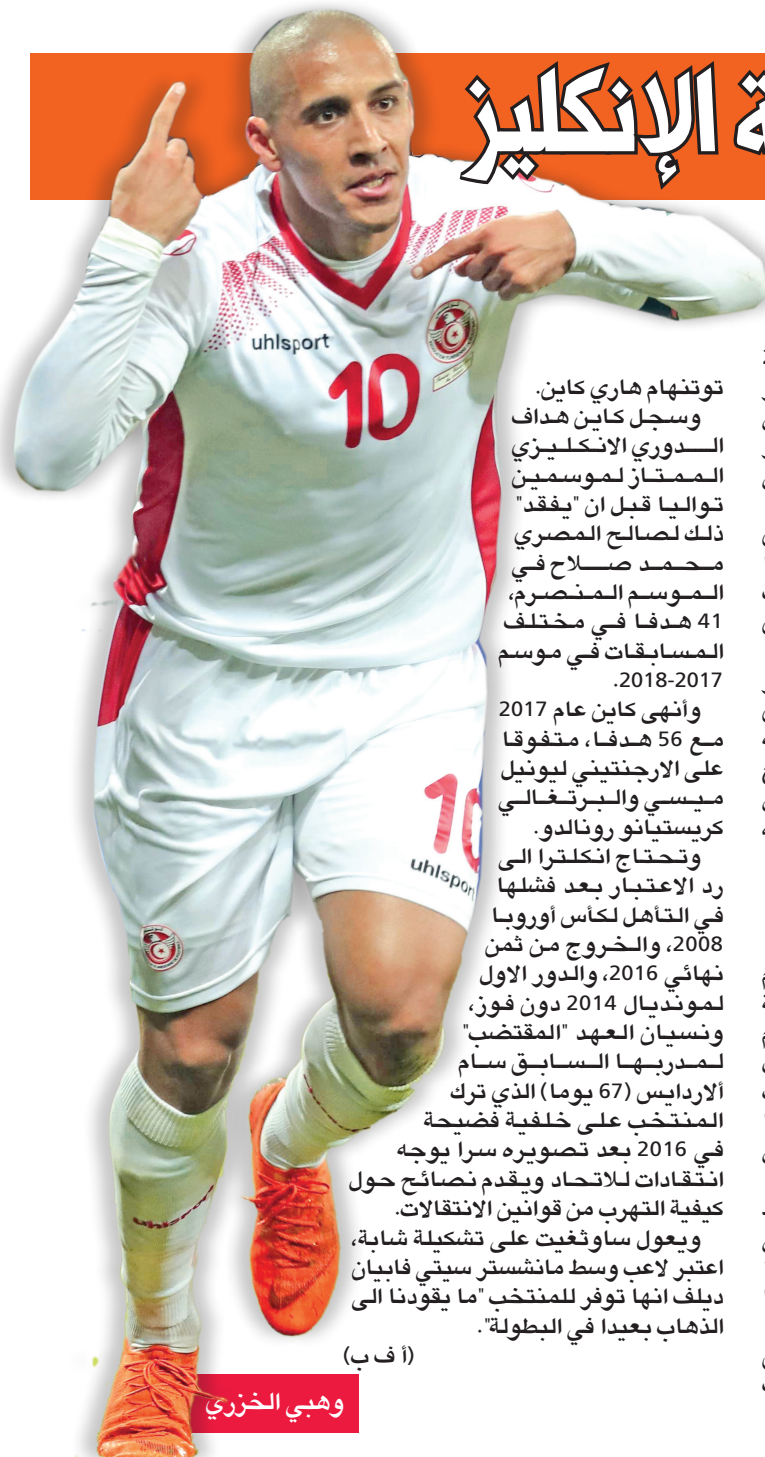 الإنكليز
uhlsport
10
توتنهام هاري كاين.
وسجل كاين هداف
الدوري الانكليزي
الممتاز لموسمين
تواليا قبل ان "يفقد"
ذلك لصالح المصري
محمد صلاح في
الموسم المنصرم،
41 هدفا في مختلف
المسابقات في موسم
2017-2018.
وأنهى كاين عام 2017
مع 56 هدفا، متفوقا
على الارجنتيني ليونيل
ميسي والبرتغالي
كريستيانو رونالدو.
وتحتاج انكلترا الى
رد الاعتبار بعد فشلها
في التأهل لكأس أوروبا
2008، والخروج من ثمن
نهائي 2016، والدور الاول
لمونديال 2014 دون فوز،
ونسيان العهد "المقتضب"
لمدربها السابق سام
ألاردايس (67 يوما) الذي ترك
المنتخب على خلفية فضيحة
في 2016 بعد تصويره سرا يوجه
انتقادات للاتحاد ويقدم نصائح حول
كيفية التهرب من قوانين الانتقالات.
ويعول ساوثغيت على تشكيلة شابة،
اعتبر لاعب وسط مانشستر سيتي فابيان
ديلف انها توفر للمنتخب "ما يقودنا الى
الذهاب بعيدا في البطولة".
(أ ف ب)
10
uhlsport
uhlsport
وهبي الخزري